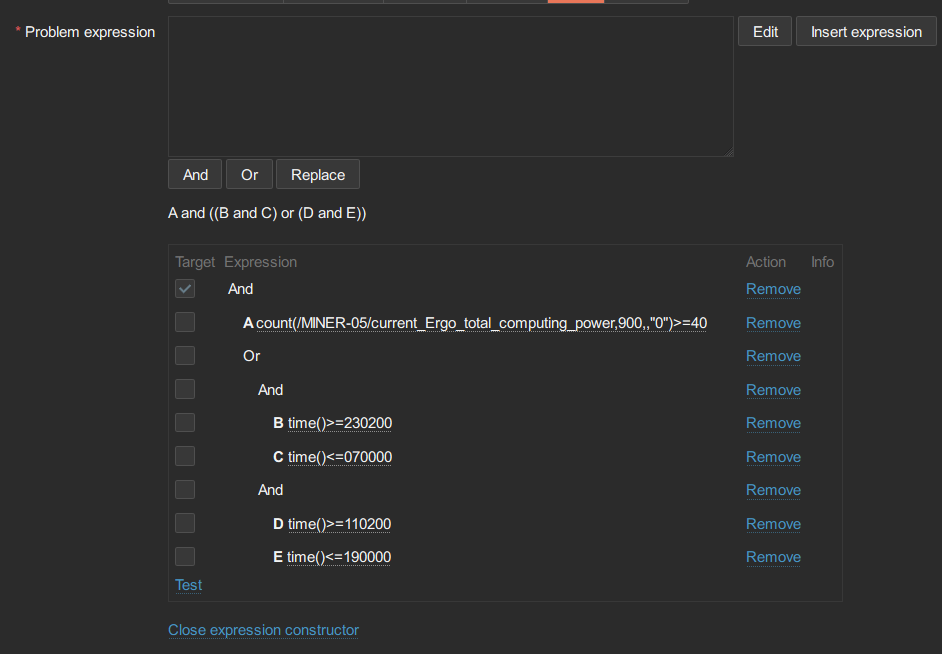 * Problem expression
Edit
Insert expression
And
Or
Replace
A and ((B and C) or (D and E))
Target Expression Action Info
And Remove
A count(/MINER-05/current_Ergo_total_computing_power,900,,"0")>=40 Remove
Or Remove
And Remove
B time()>=230200 Remove
C time()<=070000 Remove
And Remove
D time()>=110200 Remove
E time()<=190000 Remove
Test
Close expression constructor